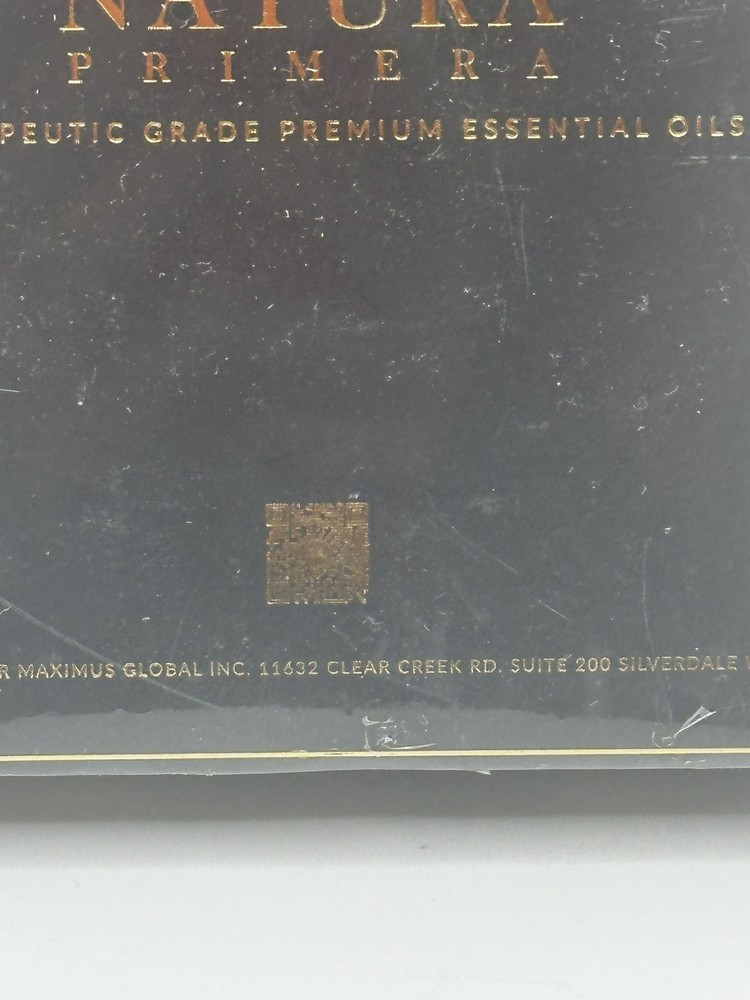 NATURA
PRIMERA
PEUTIC GRADE PREMIUM ESSENTIAL OILS
R MAXIMUS GLOBAL INC, 11632 CLEAR CREEK RD, SUITE 200 SILVERDALE